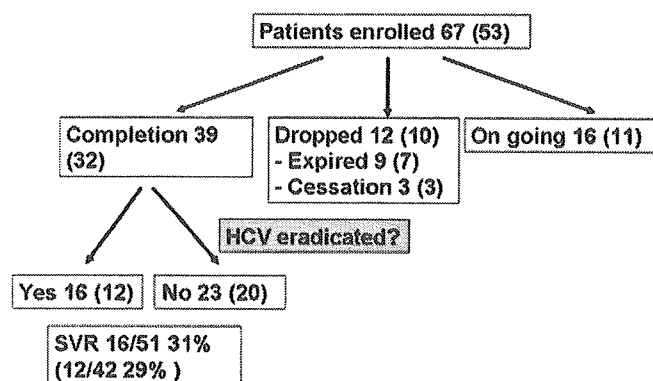 Patients enrolled 67 (53)
Completion 39
(32)
Dropped 12 (10)
- Expired 9 (7)
- Cessation 3 (3)
On going 16 (11)
HCV eradicated?
Yes 16 (12)
No 23 (20)
SVR 16/51 31%
(12/42 29% )